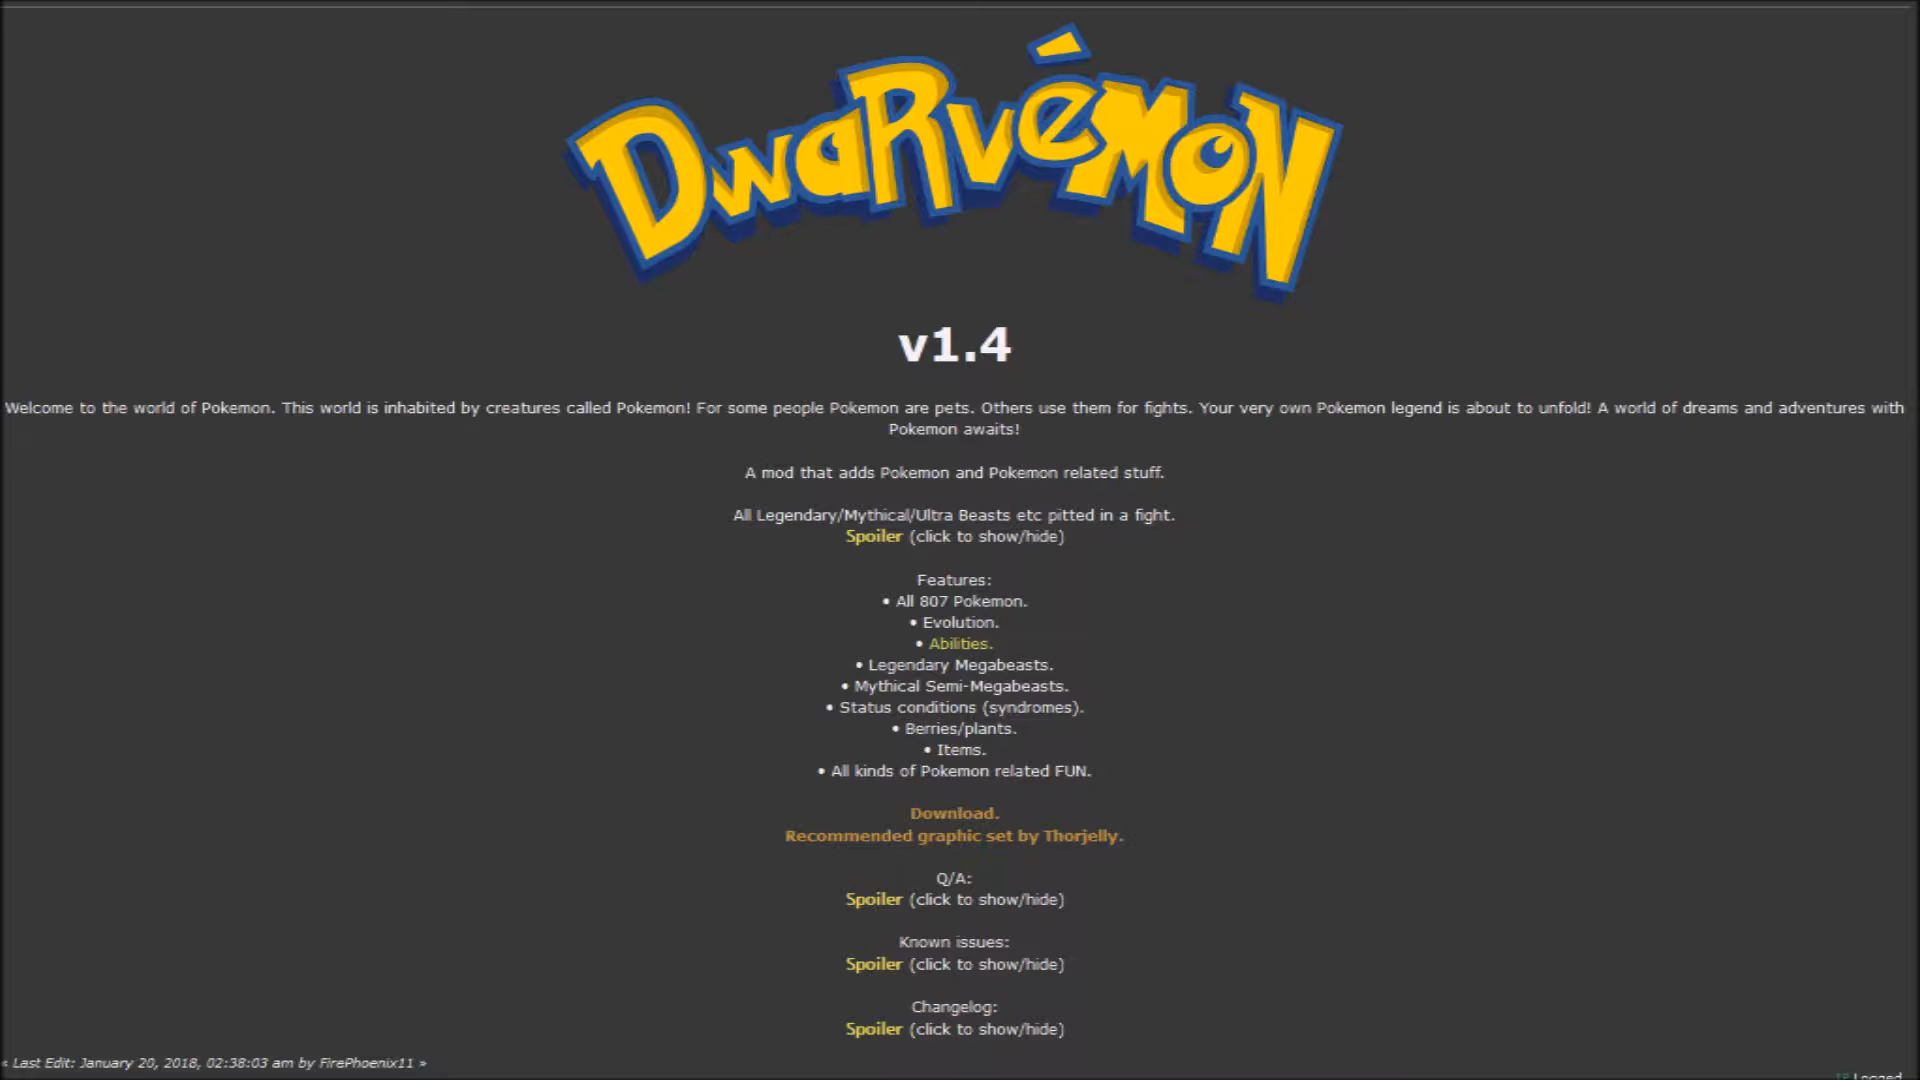 DwaRvéMoN
v1.4
Welcome to the world of Pokemon. This world is inhabited by creatures called Pokemon! For some people Pokemon are pets. Others use them for fights. Your very own Pokemon legend is about to unfold! A world of dreams and adventures with
Pokemon awaits!
A mod that adds Pokemon and Pokemon related stuff.
All Legendary/Mythical/Ultra Beasts etc pitted in a fight.
Spoiler (click to show/hide)
Features:
• All 807 Pokemon.
• Evolution.
• Abilities.
• Legendary Megabeasts.
• Mythical Semi-Megabeasts.
• Status conditions (syndromes).
• Berries/plants.
• Items.
• All kinds of Pokemon related FUN.
Download.
Recommended graphic set by Thorjelly.
Q/A:
Spoiler (click to show/hide)
Known issues:
Spoiler (click to show/hide)
Changelog:
Spoiler (click to show/hide)
« Last Edit: January 20, 2018, 02:38:03 am by FirePhoenix11 »
Logged